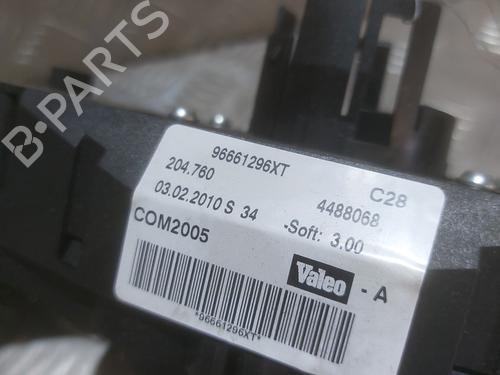 B-PARTS
96661296XT
204.760
C28
03.02.2010 S 34
4488068
COM2005
-Soft: 3.00
Valeo - A
*96661296XT*